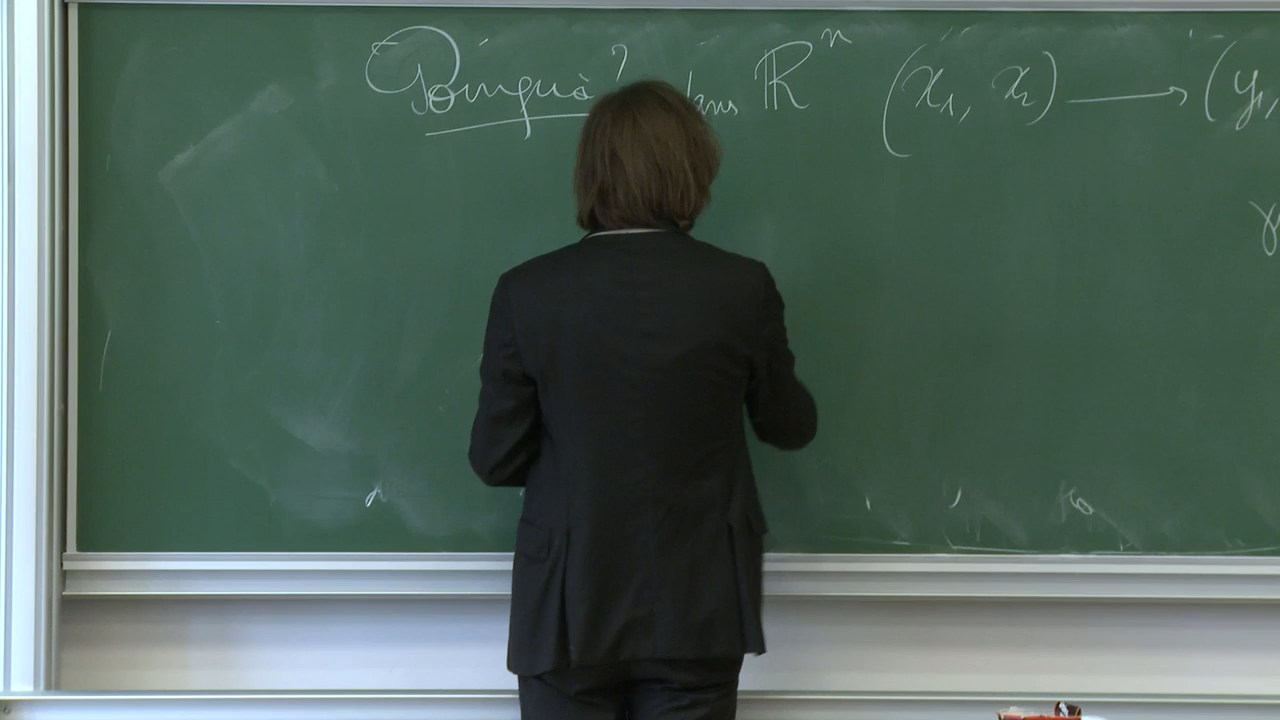 Pourquoi ? dans ℝⁿ (x₁, x₂) ⟶ (y₁,
γ